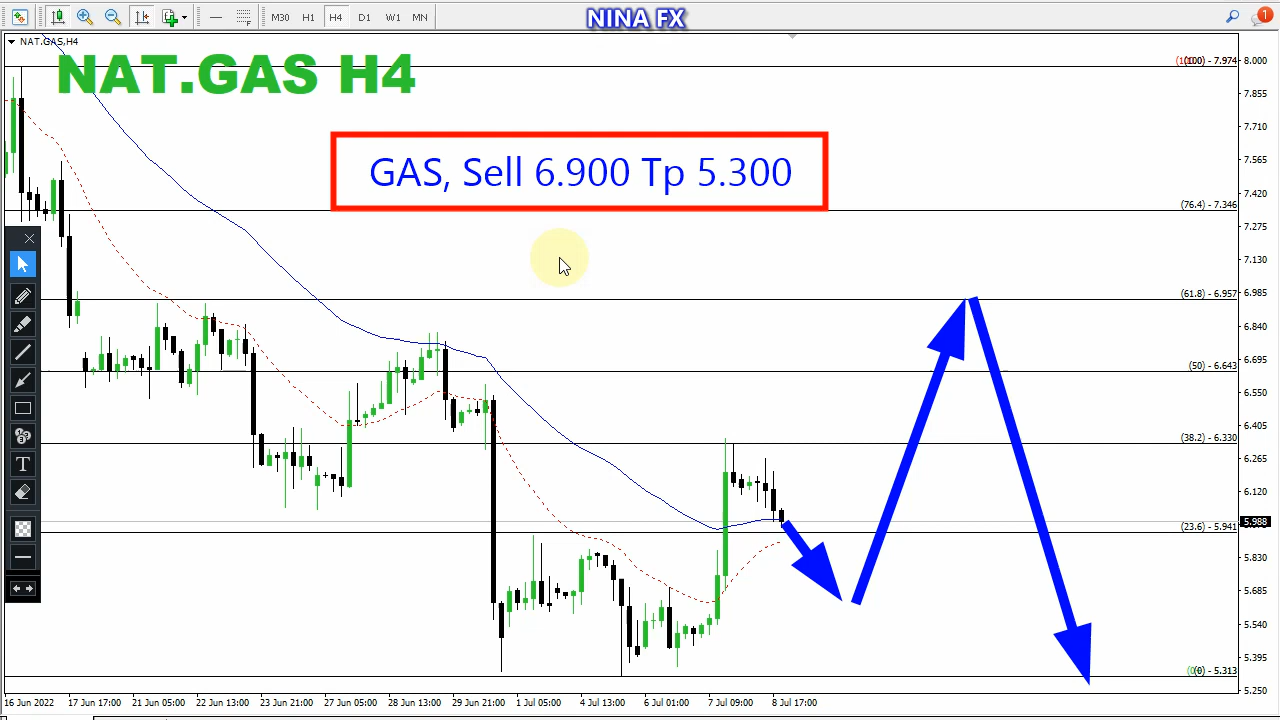 M30 H1 H4 D1 W1 MN
NINA FX
1
NAT.GAS,H4
NAT.GAS H4
GAS, Sell 6.900 Tp 5.300
(100) - 7.974
(76.4) - 7.346
(61.8) - 6.957
(50) - 6.643
(38.2) - 6.330
(23.6) - 5.941
(0) - 5.313
8.000
7.855
7.710
7.565
7.420
7.275
7.130
6.985
6.840
6.695
6.550
6.405
6.265
6.120
5.988
5.830
5.685
5.540
5.395
5.250
T
16 Jun 2022 17 Jun 17:00 21 Jun 05:00 22 Jun 13:00 23 Jun 21:00 27 Jun 05:00 28 Jun 13:00 29 Jun 21:00 1 Jul 05:00 4 Jul 13:00 6 Jul 01:00 7 Jul 09:00 8 Jul 17:00